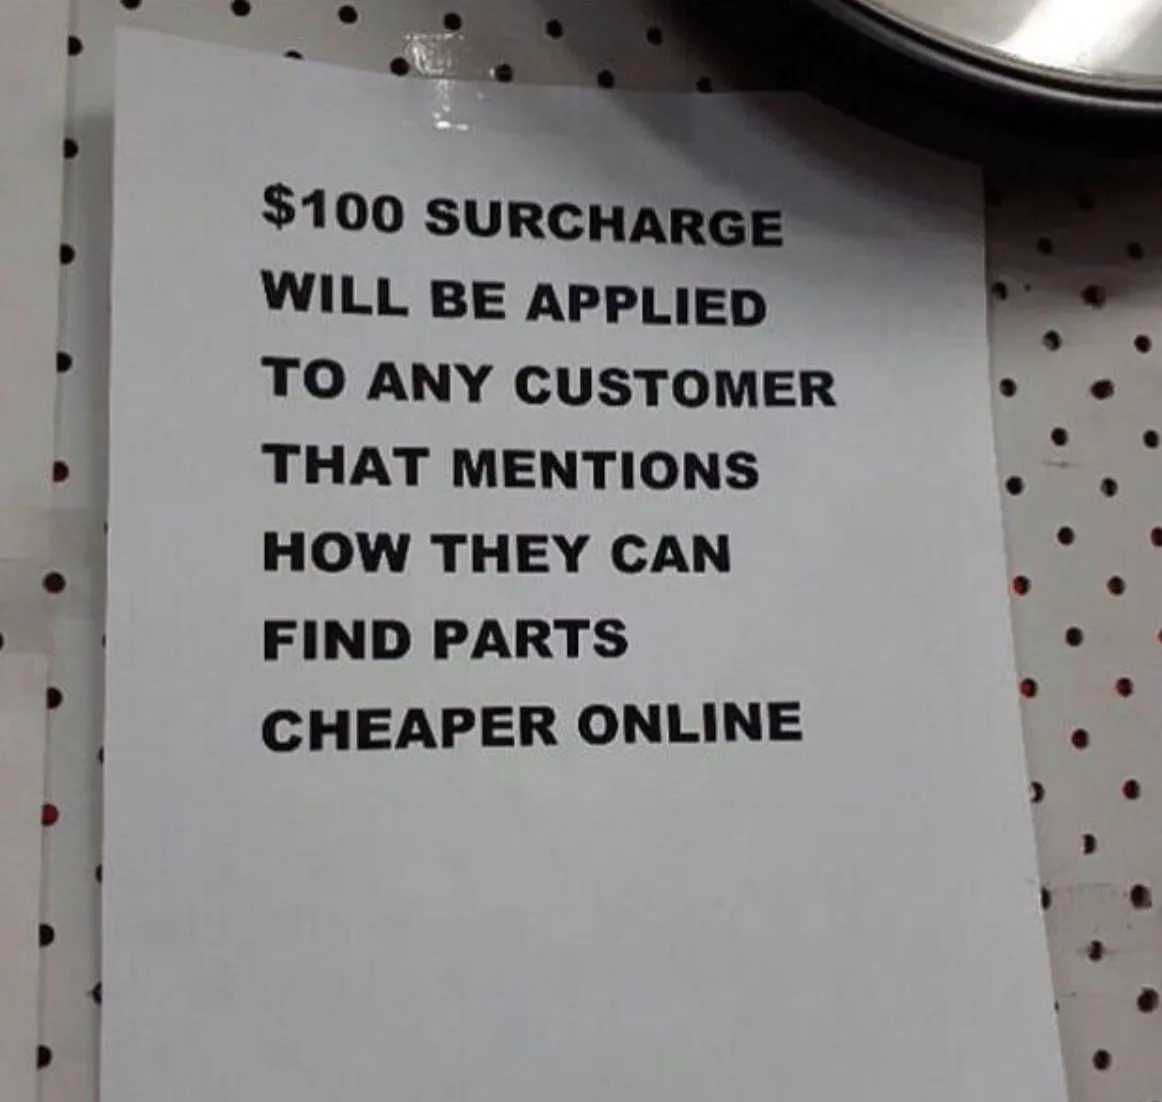 $100 SURCHARGE
WILL BE APPLIED
TO ANY CUSTOMER
THAT MENTIONS
HOW THEY CAN
FIND PARTS
CHEAPER ONLINE